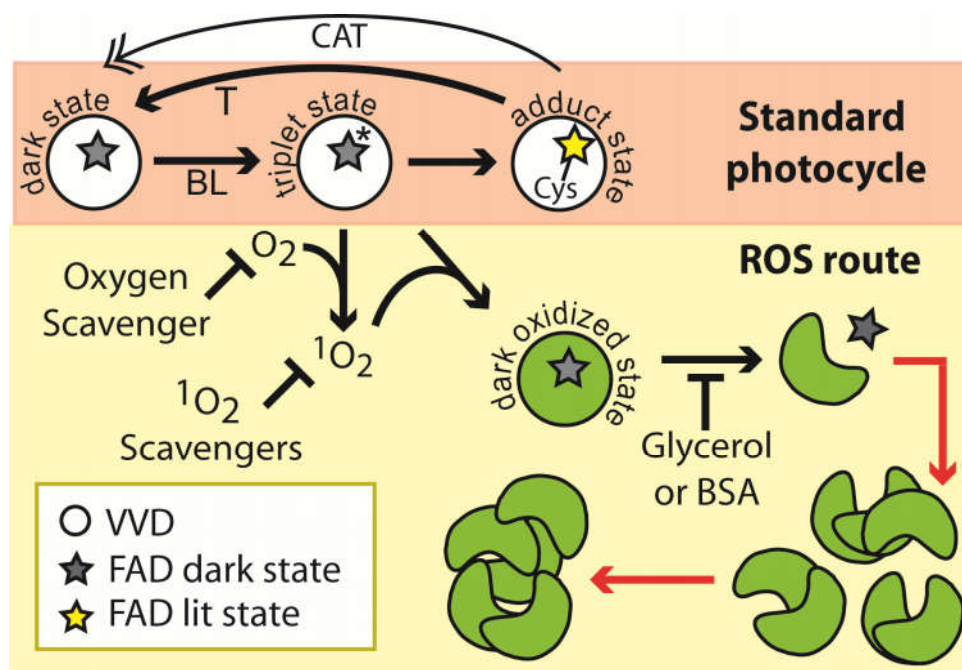 CAT
T
dark state
triplet state
*
adduct state
BL
Cys
Standard
photocycle
O2
Oxygen
Scavenger
ROS route
¹O2
dark oxidized state
¹O2
Scavengers
Glycerol
or BSA
VVD
FAD dark state
FAD lit state